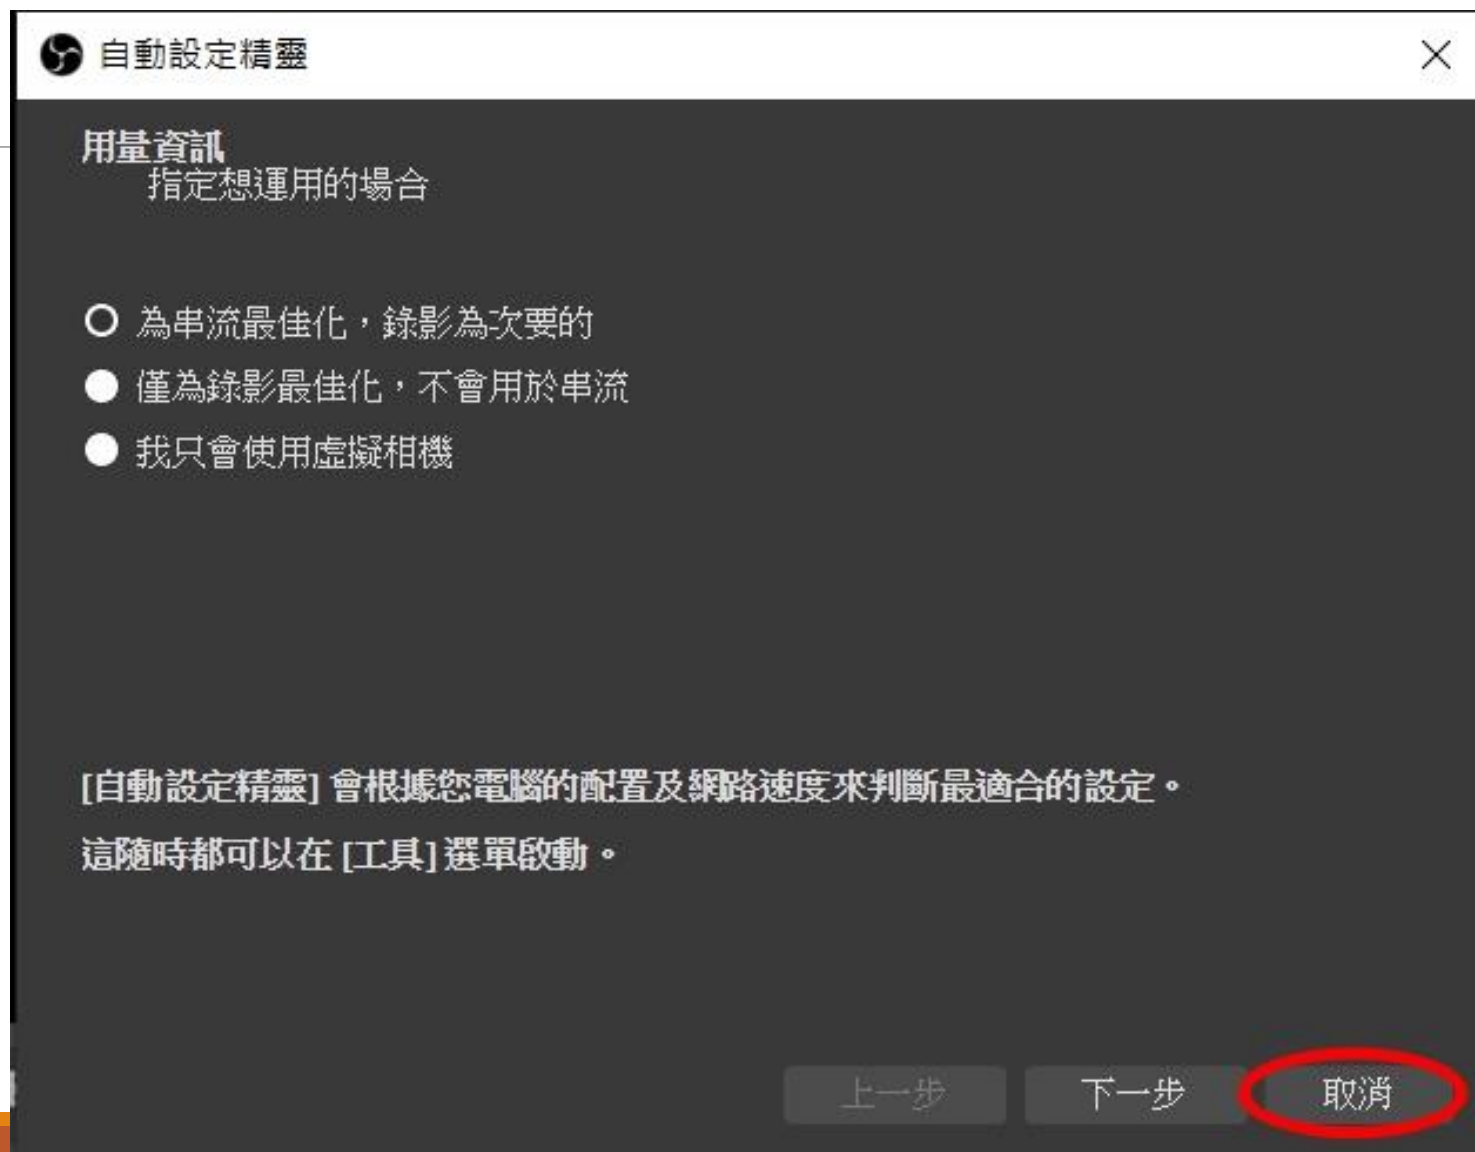 自動設定精靈
用量資訊
指定想運用的場合
為串流最佳化，錄影為次要的
僅為錄影最佳化，不會用於串流
我只會使用虛擬相機
[自動設定精靈] 會根據您電腦的配置及網路速度來判斷最適合的設定。
這隨時都可以在 [工具] 選單啟動。
上一步 下一步 取消